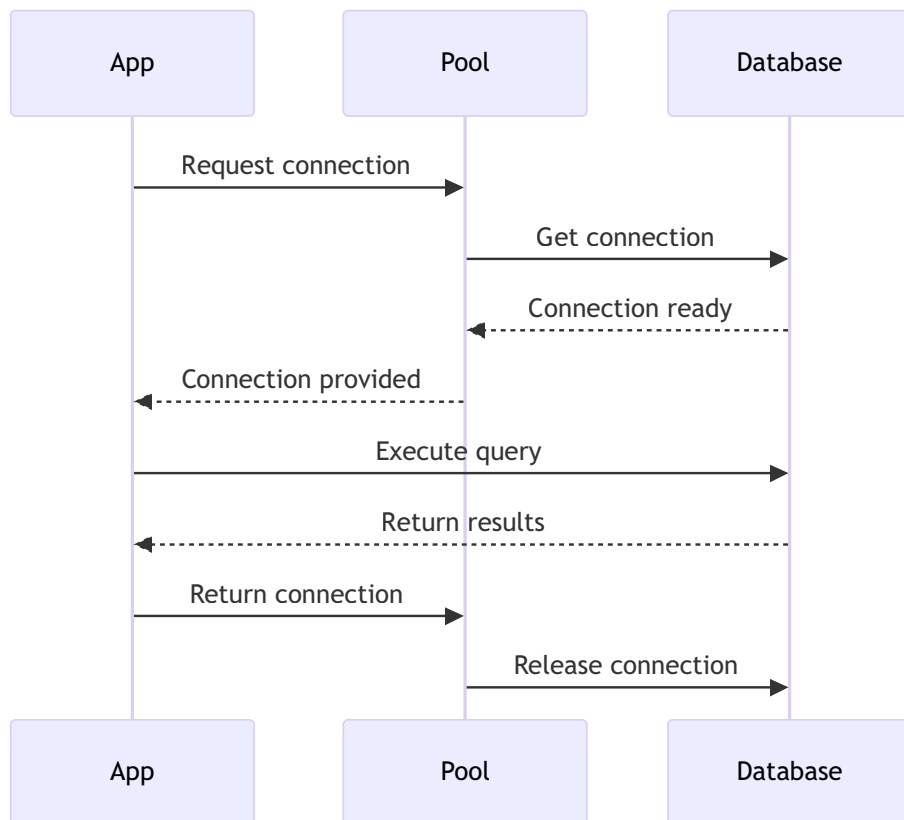 App Pool Database
Request connection
Get connection
Connection ready
Connection provided
Execute query
Return results
Return connection
Release connection
App Pool Database